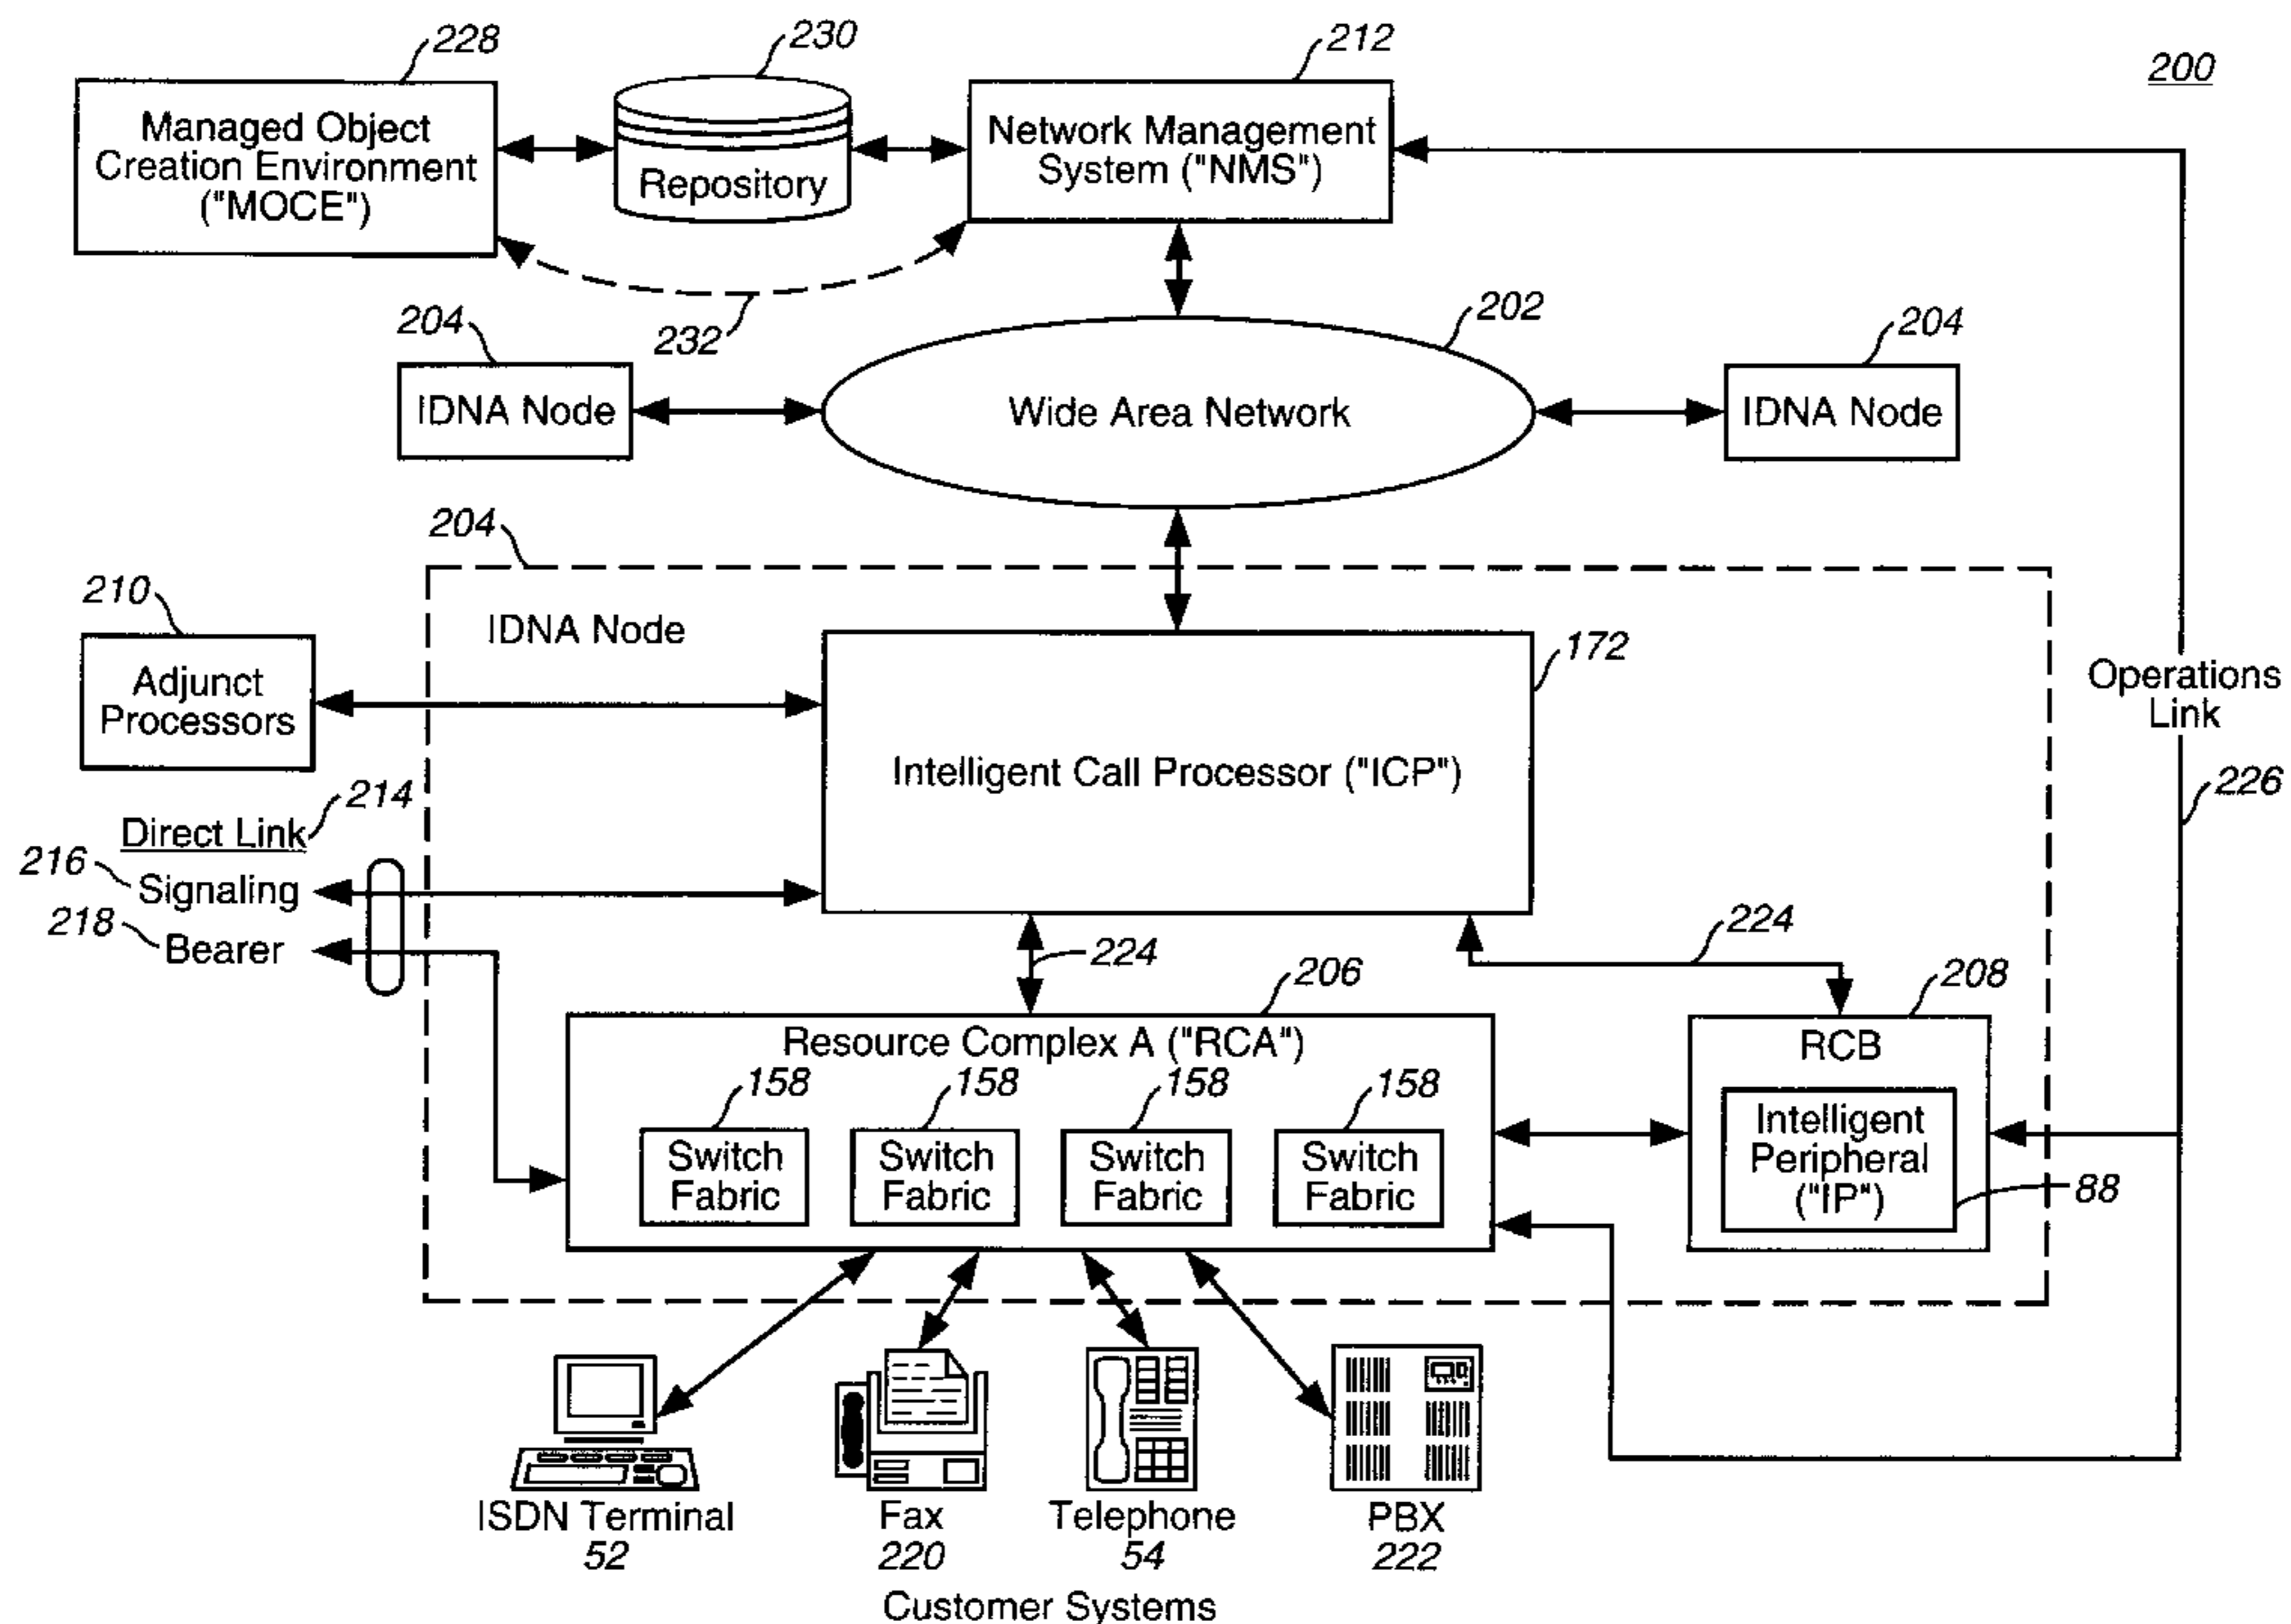 228
230
212
200
Managed Object
Creation Environment
("MOCE")
Repository
Network Management
System ("NMS")
232
204
202
204
IDNA Node
Wide Area Network
IDNA Node
204
210
IDNA Node
172
Adjunct
Processors
Intelligent Call Processor ("ICP")
Operations
Link
226
214
Direct Link
216
Signaling
218
Bearer
224
224
206
208
Resource Complex A ("RCA")
RCB
158
158
158
158
Switch
Fabric
Switch
Fabric
Switch
Fabric
Switch
Fabric
Intelligent
Peripheral
("IP")
88
ISDN Terminal
52
Fax
220
Telephone
54
PBX
222
Customer Systems